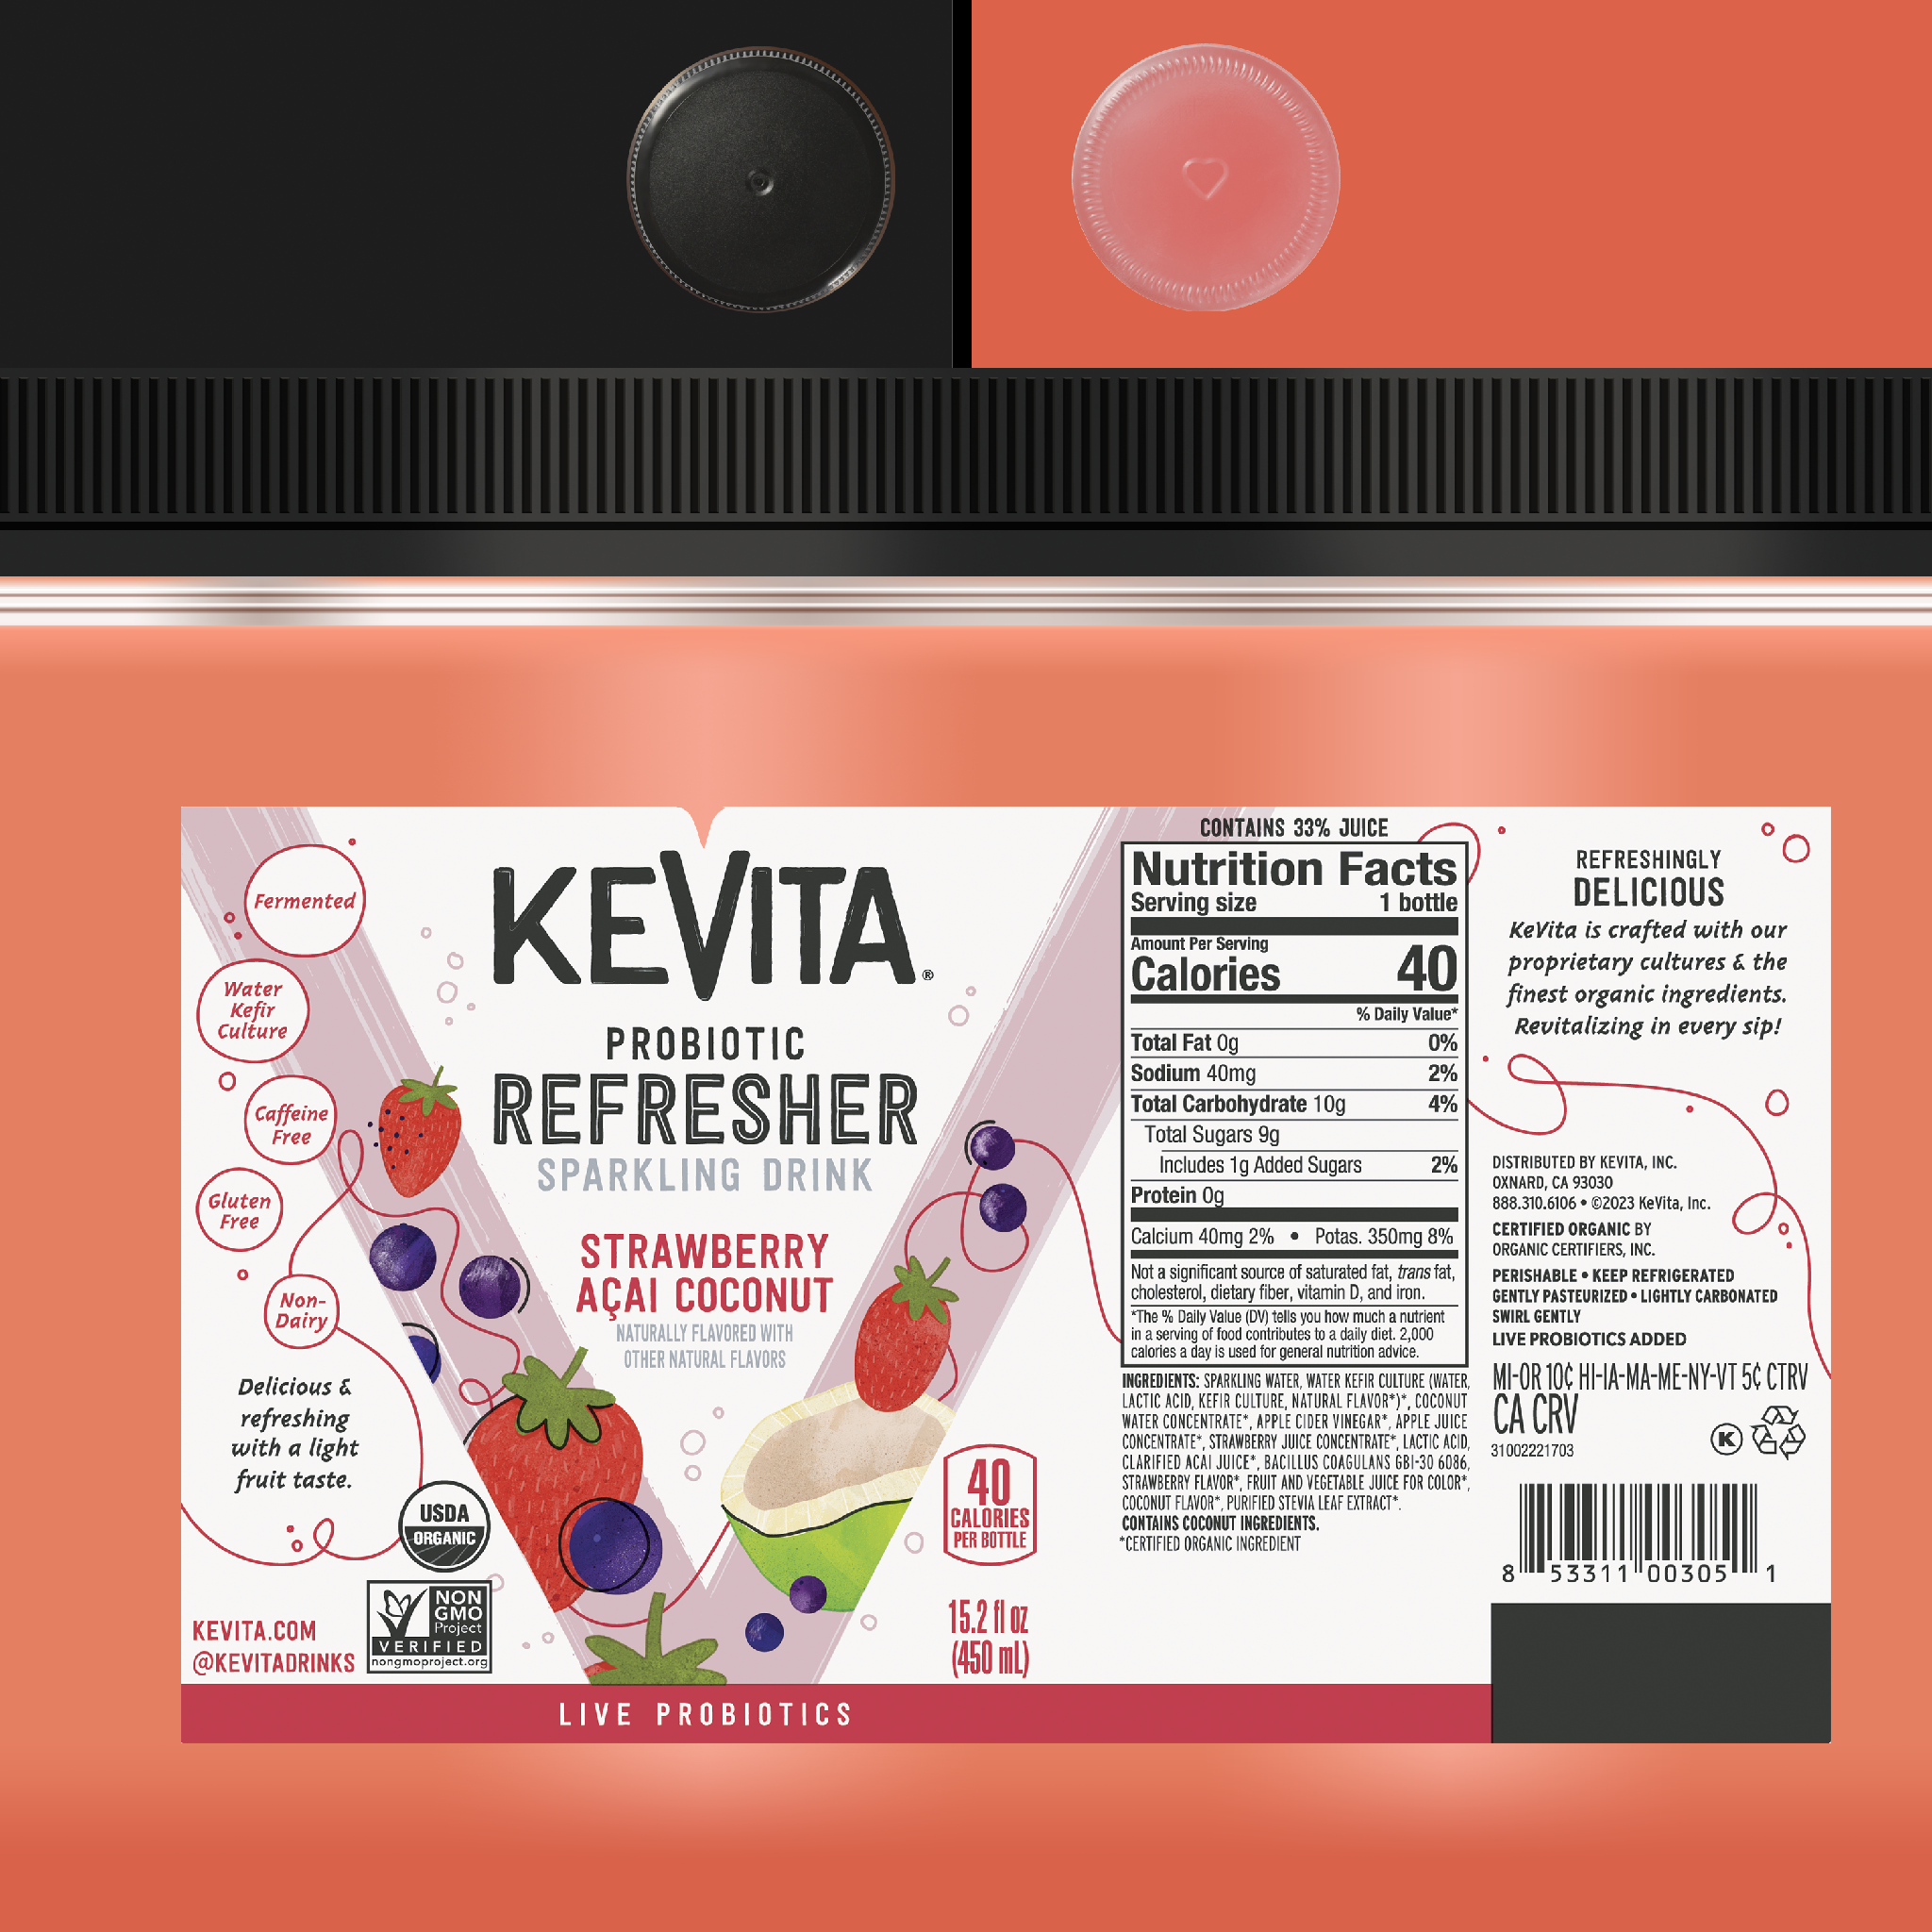 Fermented
Water
Kefir
Culture
Caffeine
Free
Gluten
Free
Non-
Dairy
Delicious &
refreshing
with a light
fruit taste.
USDA
ORGANIC
NON
GMO
Project
VERIFIED
nongmoproject.org
KEVITA.COM
@KEVITADRINKS
KEVITA®
PROBIOTIC
REFRESHER
SPARKLING DRINK
STRAWBERRY
AÇAI COCONUT
NATURALLY FLAVORED WITH
OTHER NATURAL FLAVORS
40
CALORIES
PER BOTTLE
15.2 fl oz
(450 mL)
LIVE PROBIOTICS
CONTAINS 33% JUICE
Nutrition Facts
Serving size 1 bottle
Amount Per Serving
Calories 40
% Daily Value*
Total Fat 0g 0%
Sodium 40mg 2%
Total Carbohydrate 10g 4%
Total Sugars 9g
Includes 1g Added Sugars 2%
Protein 0g
Calcium 40mg 2% • Potas. 350mg 8%
Not a significant source of saturated fat, trans fat,
cholesterol, dietary fiber, vitamin D, and iron.
*The % Daily Value (DV) tells you how much a nutrient
in a serving of food contributes to a daily diet. 2,000
calories a day is used for general nutrition advice.
INGREDIENTS: SPARKLING WATER, WATER KEFIR CULTURE (WATER,
LACTIC ACID, KEFIR CULTURE, NATURAL FLAVOR*)*, COCONUT
WATER CONCENTRATE*, APPLE CIDER VINEGAR*, APPLE JUICE
CONCENTRATE*, STRAWBERRY JUICE CONCENTRATE*, LACTIC ACID,
CLARIFIED ACAI JUICE*, BACILLUS COAGULANS GBI-30 6086,
STRAWBERRY FLAVOR*, FRUIT AND VEGETABLE JUICE FOR COLOR*,
COCONUT FLAVOR*, PURIFIED STEVIA LEAF EXTRACT*.
CONTAINS COCONUT INGREDIENTS.
*CERTIFIED ORGANIC INGREDIENT
REFRESHINGLY
DELICIOUS
KeVita is crafted with our
proprietary cultures & the
finest organic ingredients.
Revitalizing in every sip!
DISTRIBUTED BY KEVITA, INC.
OXNARD, CA 93030
888.310.6106 • ©2023 KeVita, Inc.
CERTIFIED ORGANIC BY
ORGANIC CERTIFIERS, INC.
PERISHABLE • KEEP REFRIGERATED
GENTLY PASTEURIZED • LIGHTLY CARBONATED
SWIRL GENTLY
LIVE PROBIOTICS ADDED
MI-OR 10¢ HI-IA-MA-ME-NY-VT 5¢ CTRV
CA CRV
31002221703
K
8 53311 00305 1